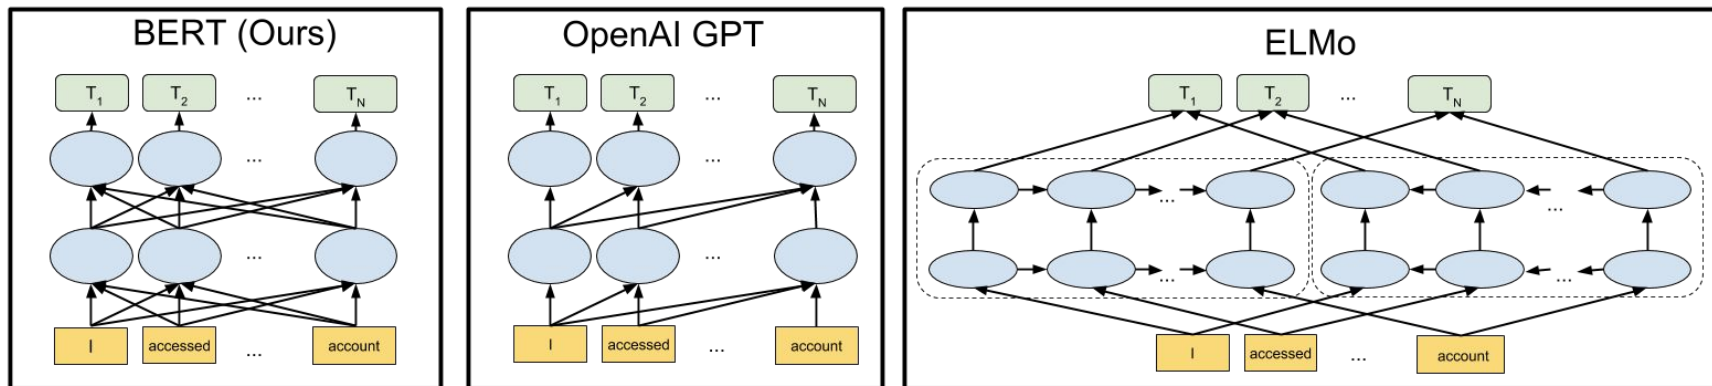 BERT (Ours)
T1 T2 ... TN
...
...
I accessed ... account
OpenAI GPT
T1 T2 ... TN
...
...
I accessed ... account
ELMo
T1 T2 ... TN
... ...
... ...
I accessed ... account